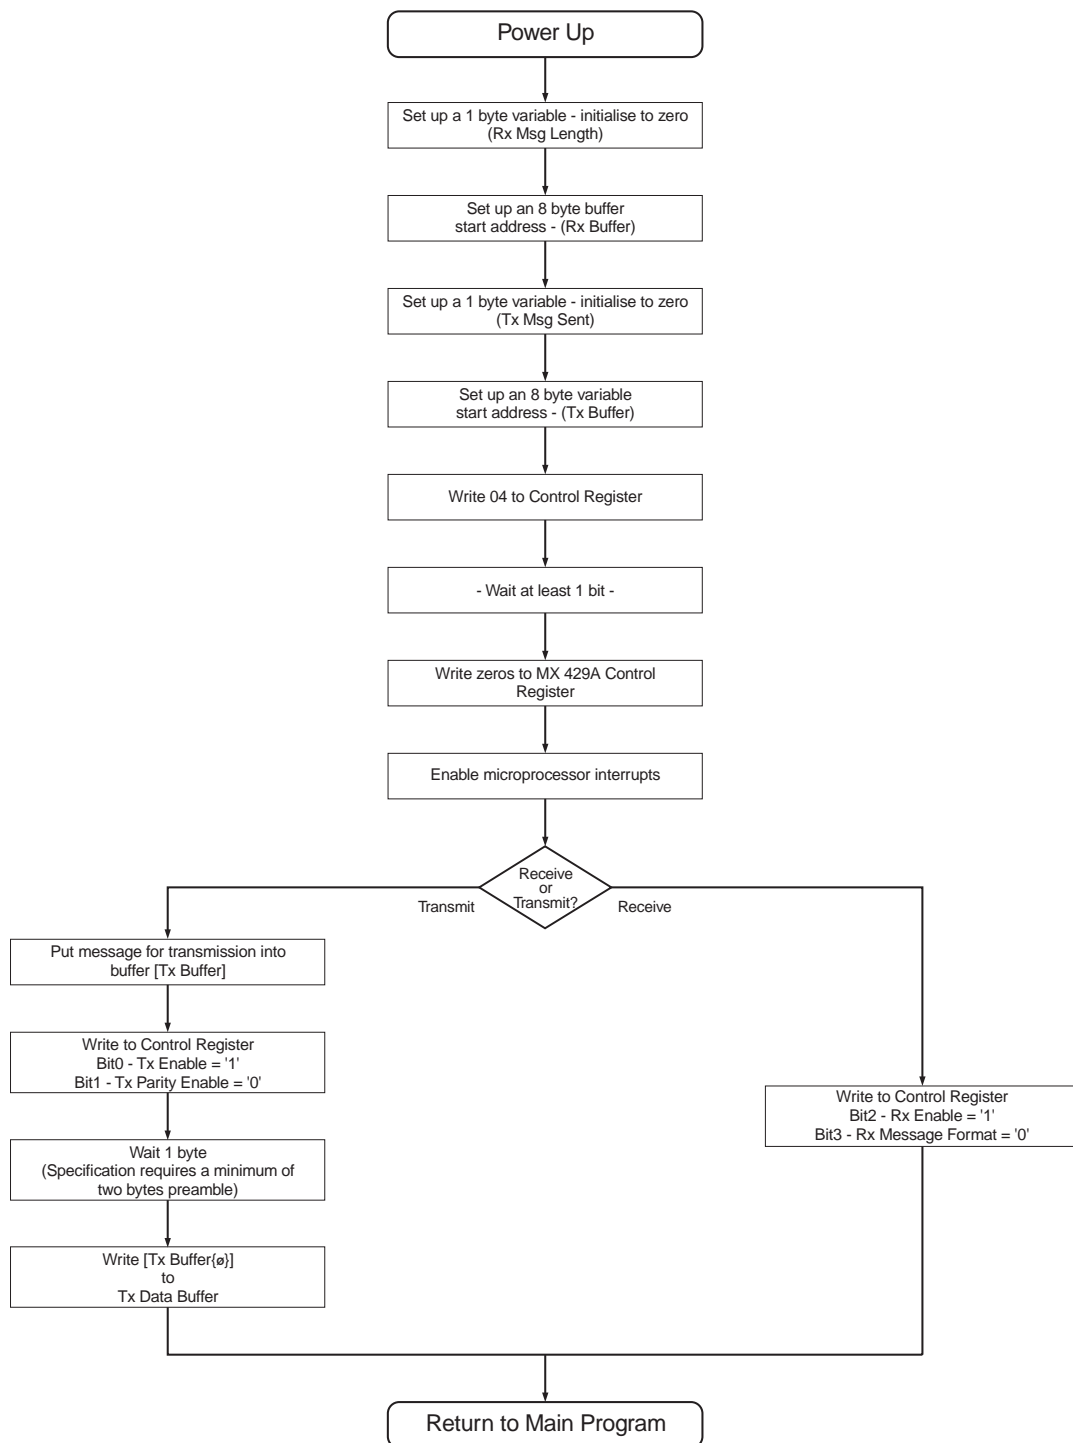 Power Up
Set up a 1 byte variable - initialise to zero
(Rx Msg Length)
Set up an 8 byte buffer
start address - (Rx Buffer)
Set up a 1 byte variable - initialise to zero
(Tx Msg Sent)
Set up an 8 byte variable
start address - (Tx Buffer)
Write 04 to Control Register
- Wait at least 1 bit -
Write zeros to MX 429A Control
Register
Enable microprocessor interrupts
Receive
or
Transmit?
Transmit
Receive
Put message for transmission into
buffer [Tx Buffer]
Write to Control Register
Bit0 - Tx Enable = '1'
Bit1 - Tx Parity Enable = '0'
Wait 1 byte
(Specification requires a minimum of
two bytes preamble)
Write [Tx Buffer{ø}]
to
Tx Data Buffer
Write to Control Register
Bit2 - Rx Enable = '1'
Bit3 - Rx Message Format = '0'
Return to Main Program